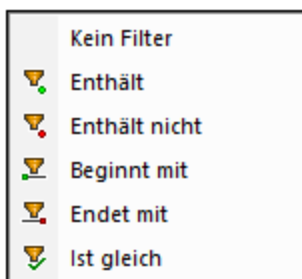 Kein Filter
Enthält
Enthält nicht
Beginnt mit
Endet mit
Ist gleich